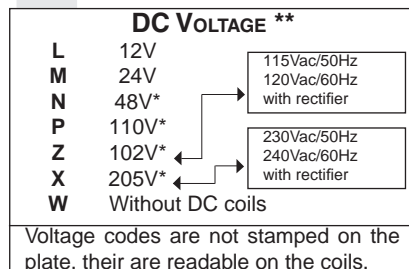 DC VOLTAGE **
L 12V
M 24V
N 48V*
P 110V*
Z 102V*
X 205V*
W Without DC coils
115Vac/50Hz
120Vac/60Hz
with rectifier
230Vac/50Hz
240Vac/60Hz
with rectifier
Voltage codes are not stamped on the
plate, their are readable on the coils.